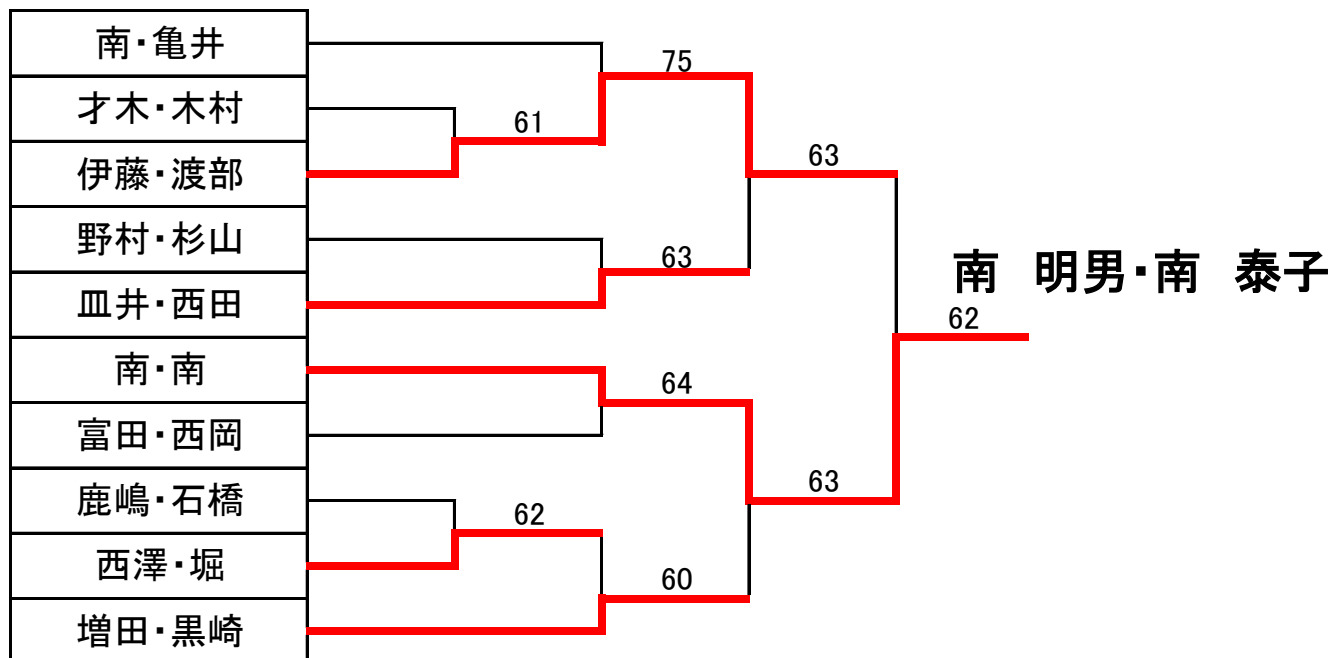 南・亀井
才木・木村
伊藤・渡部
野村・杉山
皿井・西田
南・南
富田・西岡
鹿嶋・石橋
西澤・堀
増田・黒崎
61
62
75
63
64
60
63
63
南　明男・南　泰子
62